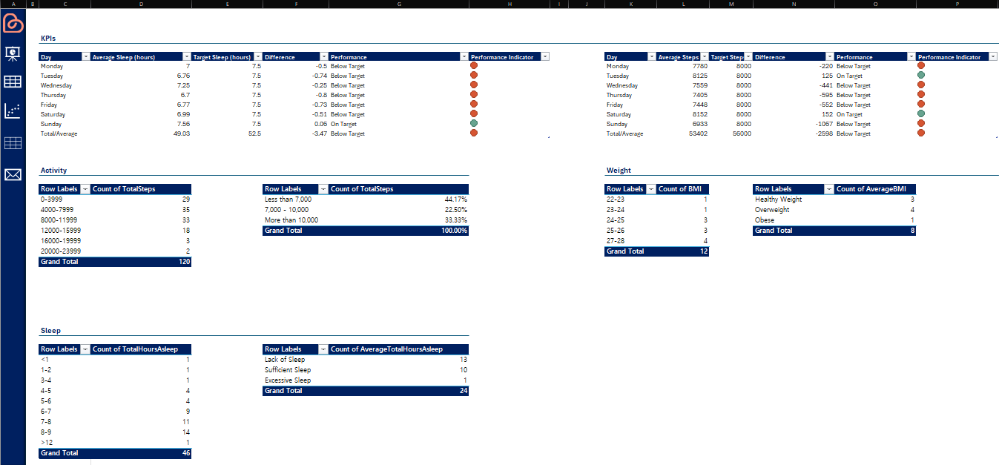 A B C D E F G H I J K L M N O P
KPIs
Day Average Sleep (hours) Target Sleep (hours) Difference Performance Performance Indicator
Monday 7 7.5 -0.5 Below Target
Tuesday 6.76 7.5 -0.74 Below Target
Wednesday 7.25 7.5 -0.25 Below Target
Thursday 6.7 7.5 -0.8 Below Target
Friday 6.77 7.5 -0.73 Below Target
Saturday 6.99 7.5 -0.51 Below Target
Sunday 7.56 7.5 0.06 On Target
Total/Average 49.03 52.5 -3.47 Below Target
Day Average Steps Target Step Difference Performance Performance Indicator
Monday 7780 8000 -220 Below Target
Tuesday 8125 8000 125 On Target
Wednesday 7559 8000 -441 Below Target
Thursday 7405 8000 -595 Below Target
Friday 7448 8000 -552 Below Target
Saturday 8152 8000 152 On Target
Sunday 6933 8000 -1067 Below Target
Total/Average 53402 56000 -2598 Below Target
Activity
Row Labels Count of TotalSteps
0-3999 29
4000-7999 35
8000-11999 33
12000-15999 18
16000-19999 3
20000-23999 2
Grand Total 120
Row Labels Count of TotalSteps
Less than 7,000 44.17%
7,000 - 10,000 22.50%
More than 10,000 33.33%
Grand Total 100.00%
Weight
Row Labels Count of BMI
22-23 1
23-24 1
24-25 3
25-26 3
27-28 4
Grand Total 12
Row Labels Count of AverageBMI
Healthy Weight 3
Overweight 4
Obese 1
Grand Total 8
Sleep
Row Labels Count of TotalHoursAsleep
<1 1
1-2 1
3-4 1
4-5 4
5-6 4
6-7 9
7-8 11
8-9 14
>12 1
Grand Total 46
Row Labels Count of AverageTotalHoursAsleep
Lack of Sleep 13
Sufficient Sleep 10
Excessive Sleep 1
Grand Total 24